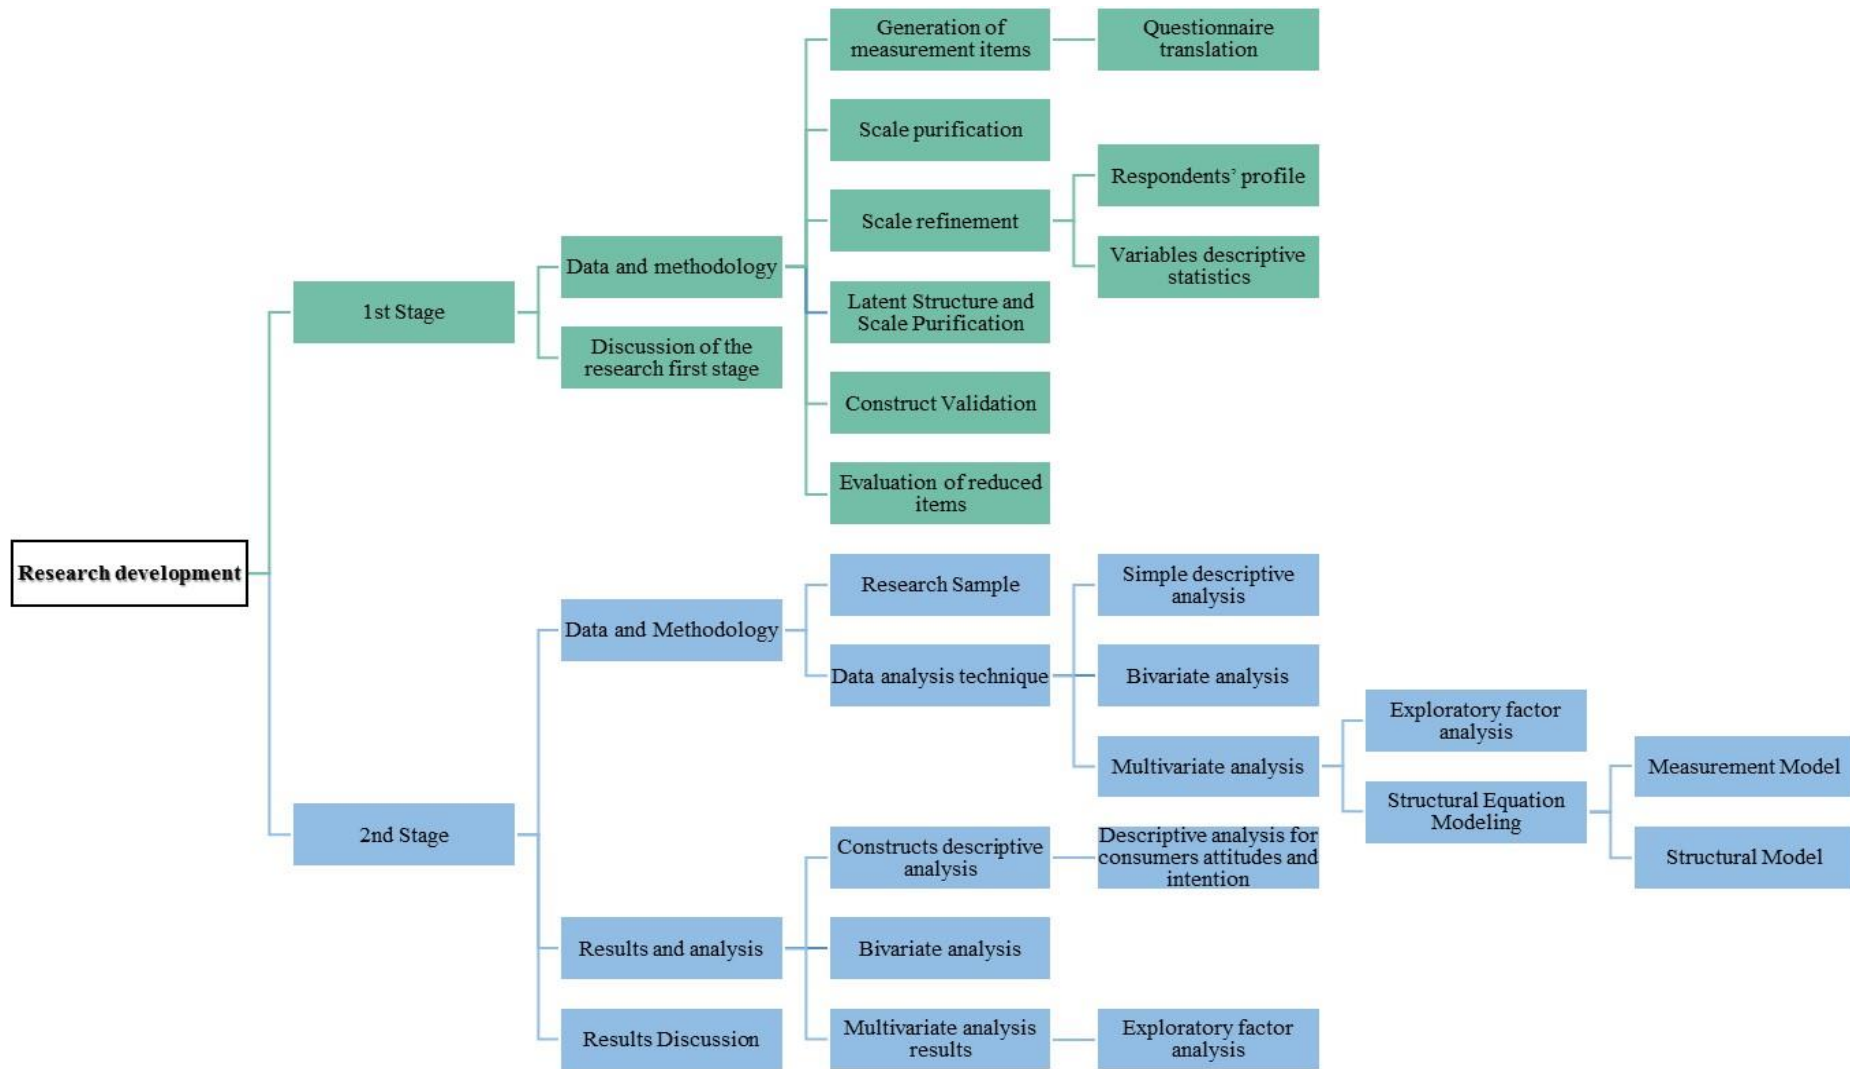 Research development
1st Stage
Data and methodology
Generation of
measurement items
Questionnaire
translation
Scale purification
Scale refinement
Respondents’ profile
Variables descriptive
statistics
Latent Structure and
Scale Purification
Construct Validation
Evaluation of reduced
items
Discussion of the
research first stage
2nd Stage
Data and Methodology
Research Sample
Data analysis technique
Simple descriptive
analysis
Bivariate analysis
Multivariate analysis
Exploratory factor
analysis
Structural Equation
Modeling
Measurement Model
Structural Model
Results and analysis
Constructs descriptive
analysis
Descriptive analysis for
consumers attitudes and
intention
Bivariate analysis
Multivariate analysis
results
Exploratory factor
analysis
Results Discussion